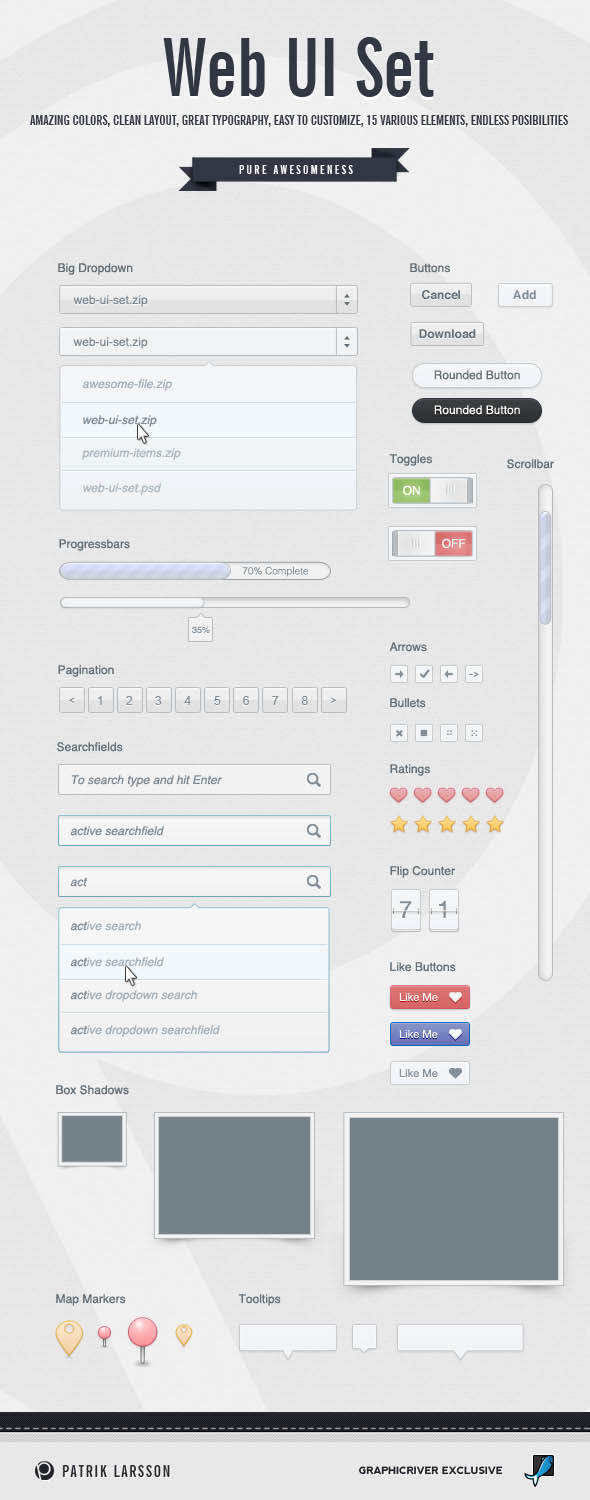 Web UI Set
AMAZING COLORS, CLEAN LAYOUT, GREAT TYPOGRAPHY, EASY TO CUSTOMIZE, 15 VARIOUS ELEMENTS, ENDLESS POSIBILITIES
PURE AWESOMENESS
Big Dropdown
web-ui-set.zip
web-ui-set.zip
awesome-file.zip
web-ui-set.zip
premium-items.zip
web-ui-set.psd
Buttons
Cancel
Add
Download
Rounded Button
Rounded Button
Toggles
ON
OFF
Scrollbar
Progressbars
70% Complete
35%
Pagination
< 1 2 3 4 5 6 7 8 >
Searchfields
To search type and hit Enter
active searchfield
act
active search
active searchfield
active dropdown search
active dropdown searchfield
Arrows
Bullets
Ratings
Flip Counter
7 1
Like Buttons
Like Me
Like Me
Like Me
Box Shadows
Map Markers
Tooltips
PATRIK LARSSON
GRAPHICRIVER EXCLUSIVE